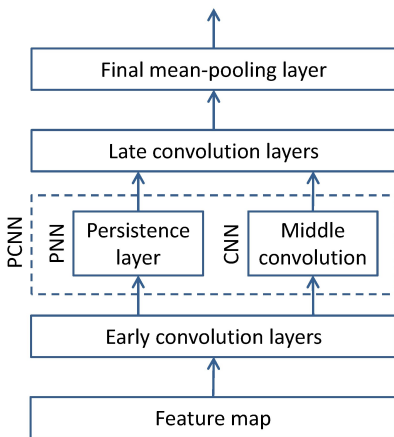 Final mean-pooling layer
Late convolution layers
PCNN
PNN
Persistence
layer
CNN
Middle
convolution
Early convolution layers
Feature map